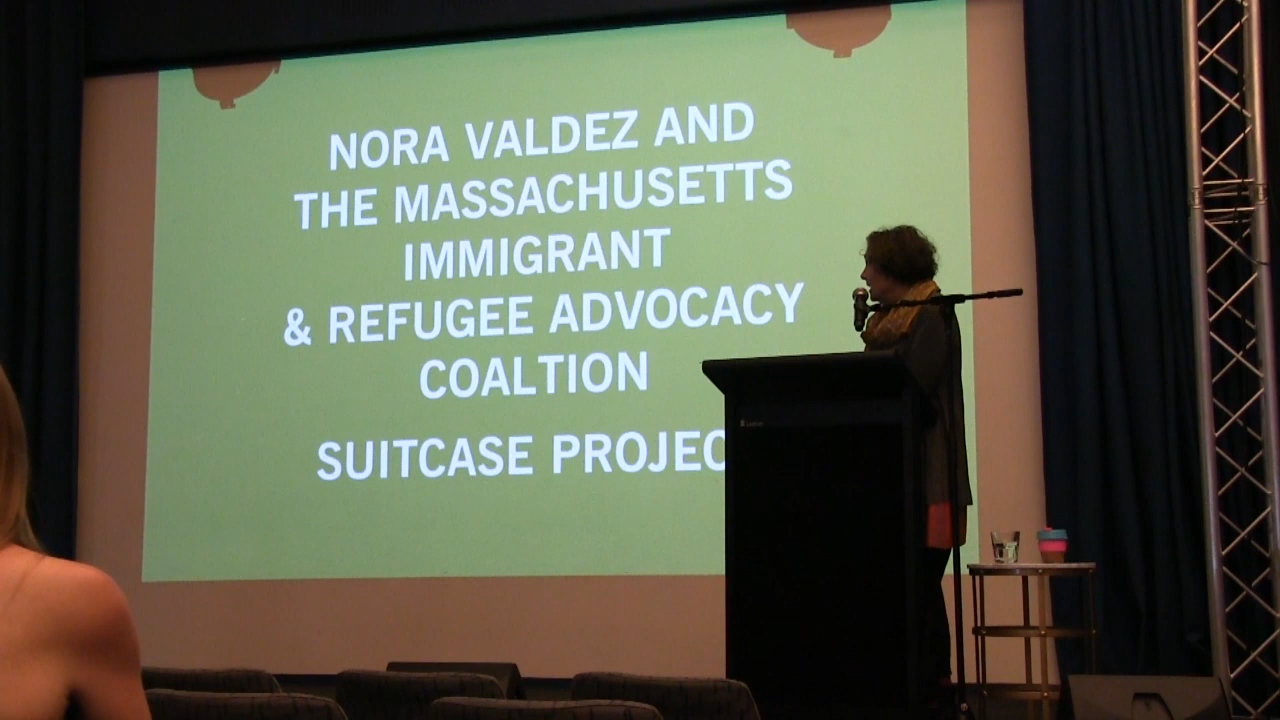 NORA VALDEZ AND
THE MASSACHUSETTS
IMMIGRANT
& REFUGEE ADVOCACY
COALTION
SUITCASE PROJEC